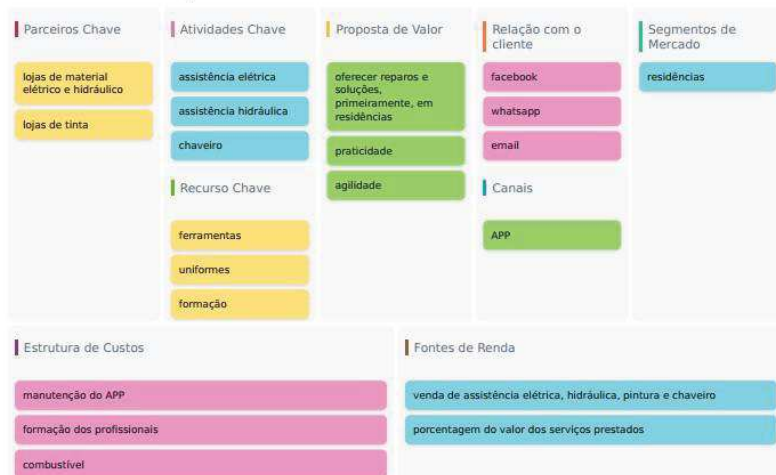 Parceiros Chave
lojas de material
elétrico e hidráulico
lojas de tinta
Atividades Chave
assistência elétrica
assistência hidráulica
chaveiro
Recurso Chave
ferramentas
uniformes
formação
Proposta de Valor
oferecer reparos e
soluções,
primeiramente, em
residências
praticidade
agilidade
Relação com o
cliente
facebook
whatsapp
email
Canais
APP
Segmentos de
Mercado
residências
Estrutura de Custos
manutenção do APP
formação dos profissionais
combustível
Fontes de Renda
venda de assistência elétrica, hidráulica, pintura e chaveiro
porcentagem do valor dos serviços prestados